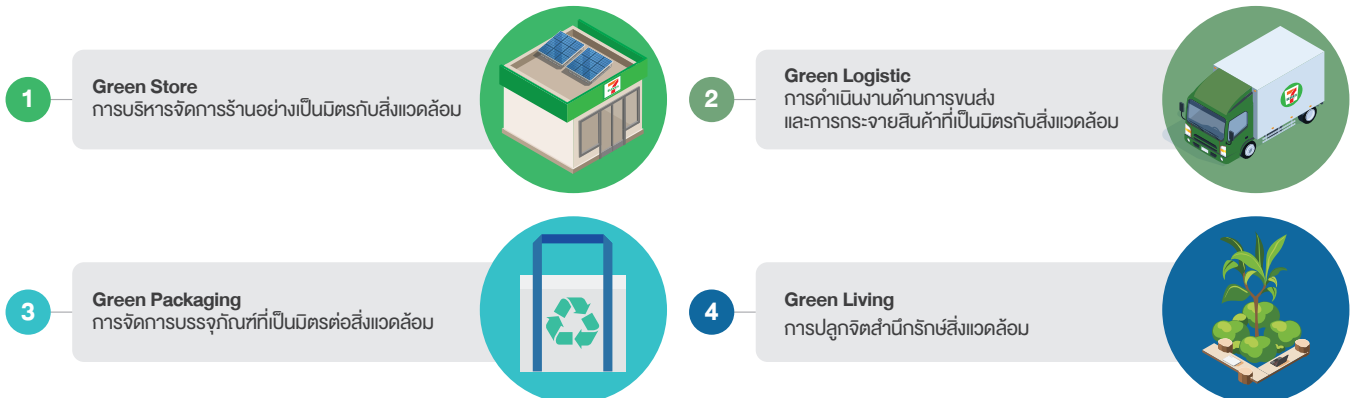 1
Green Store
การบริหารจัดการร้านอย่างเป็นมิตรกับสิ่งแวดล้อม
7
2
Green Logistic
การดำเนินงานด้านการขนส่ง
และการกระจายสินค้าที่เป็นมิตรกับสิ่งแวดล้อม
7
3
Green Packaging
การจัดการบรรจุภัณฑ์ที่เป็นมิตรต่อสิ่งแวดล้อม
4
Green Living
การปลูกจิตสำนึกรักษ์สิ่งแวดล้อม